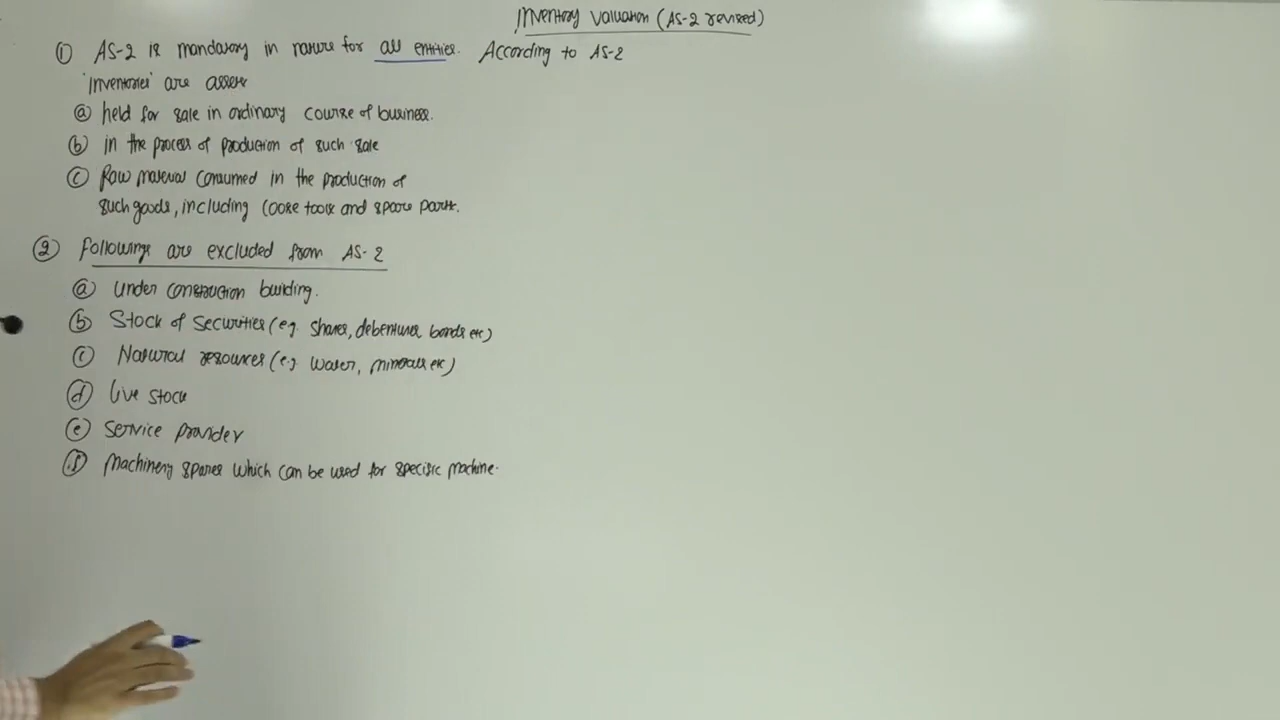 Inventory Valuation (AS-2 revised)
① AS-2 is mandatory in nature for all entities. According to AS-2
'inventories' are assets
ⓐ held for sale in ordinary course of business.
ⓑ in the process of production of such sale
ⓒ Raw material consumed in the production of
such goods, including loose tools and spare parts.
② Followings are excluded from AS-2
ⓐ under construction building.
ⓑ Stock of securities (e.g. shares, debentures bonds etc)
ⓒ Natural resources (e.g. water, minerals etc)
ⓓ live stock
ⓔ Service Provider
ⓕ Machinery spares which can be used for specific machine.